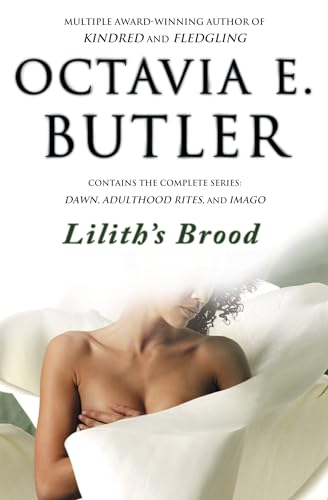 MULTIPLE AWARD-WINNING AUTHOR OF
KINDRED AND FLEDGLING
OCTAVIA E.
BUTLER
CONTAINS THE COMPLETE SERIES:
DAWN, ADULTHOOD RITES, AND IMAGO
Lilith's Brood